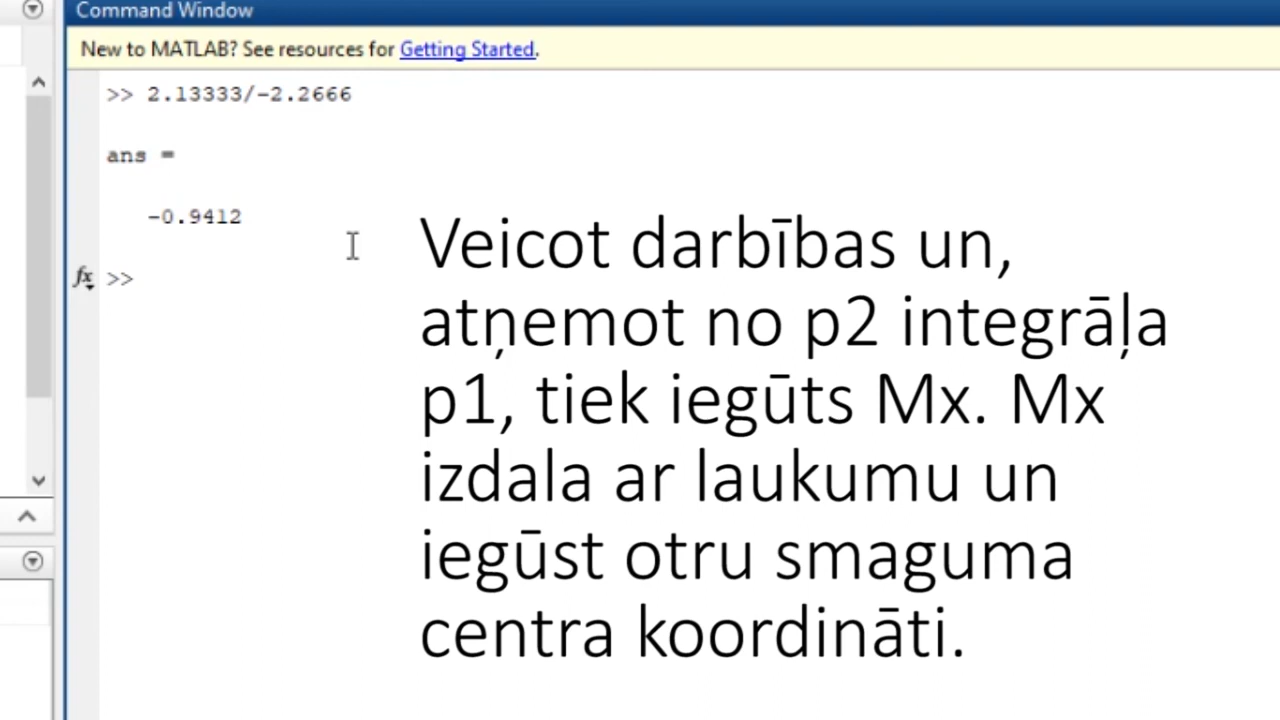 Command Window
New to MATLAB? See resources for Getting Started.
>> 2.13333/-2.2666
ans =
-0.9412
fx >>
Veicot darbības un,
atņemot no p2 integrāļa
p1, tiek iegūts Mx. Mx
izdala ar laukumu un
iegūst otru smaguma
centra koordināti.